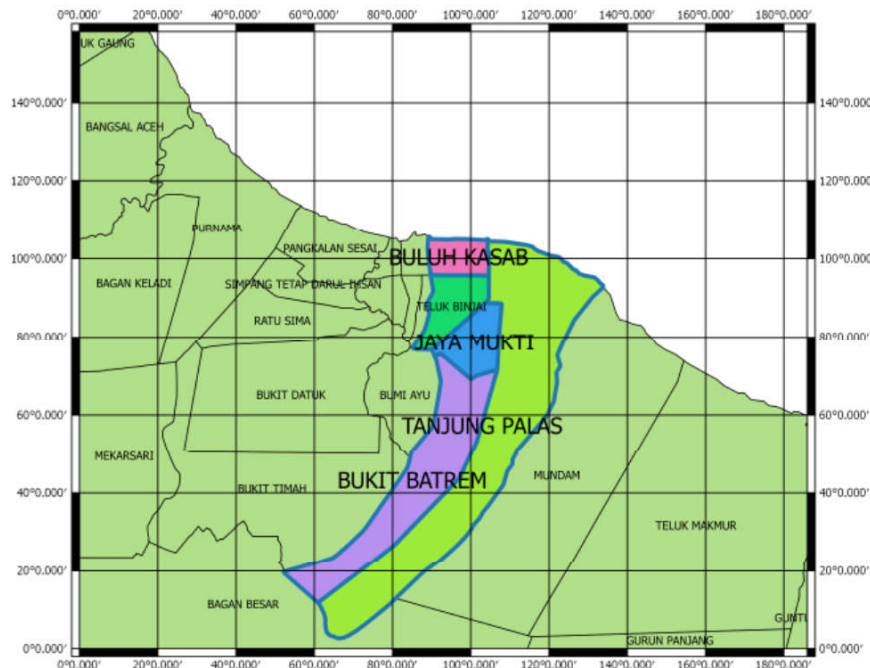 0°0.000' 20°0.000' 40°0.000' 60°0.000' 80°0.000' 100°0.000' 120°0.000' 140°0.000' 160°0.000' 180°0.000'
UK GAUNG
140°0.000' 140°0.000'
BANGSAL ACEH
120°0.000' 120°0.000'
PURNAMA
PANGKALAN SESAI
100°0.000' BULUH KASAB 100°0.000'
BAGAN KELADI
SIMPANG TETAP DARUL IHSAN
TELUK BINJAI
RATU SIMA
80°0.000' JAYA MUKTI 80°0.000'
BUKIT DATUK
BUMI AYU
60°0.000' 60°0.000'
TANJUNG PALAS
MEKARSARI
MUNDAM
BUKIT BATREM
BUKIT TIMAH
40°0.000' 40°0.000'
TELUK MAKMUR
20°0.000' 20°0.000'
BAGAN BESAR
GUNTI
GURUN PANJANG
0°0.000' 0°0.000'
0°0.000' 20°0.000' 40°0.000' 60°0.000' 80°0.000' 100°0.000' 120°0.000' 140°0.000' 160°0.000' 180°0.000'